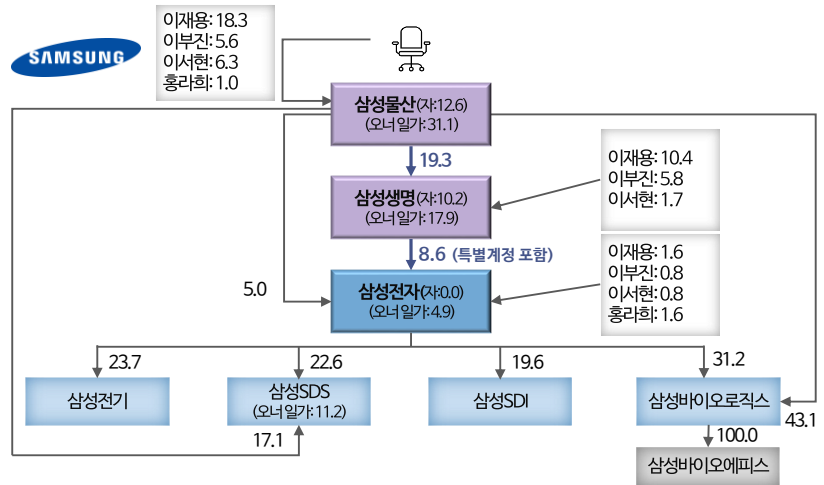 이재용: 18.3
이부진: 5.6
이서현: 6.3
홍라희: 1.0
SAMSUNG
삼성물산(자:12.6)
(오너 일가: 31.1)
19.3
이재용: 10.4
이부진: 5.8
이서현: 1.7
삼성생명(자:10.2)
(오너 일가: 17.9)
8.6 (특별계정 포함)
이재용: 1.6
이부진: 0.8
이서현: 0.8
홍라희: 1.6
5.0
삼성전자(자:0.0)
(오너 일가: 4.9)
23.7
22.6
19.6
31.2
삼성전기
삼성SDS
(오너 일가: 11.2)
삼성SDI
삼성바이오로직스
43.1
17.1
100.0
삼성바이오에피스